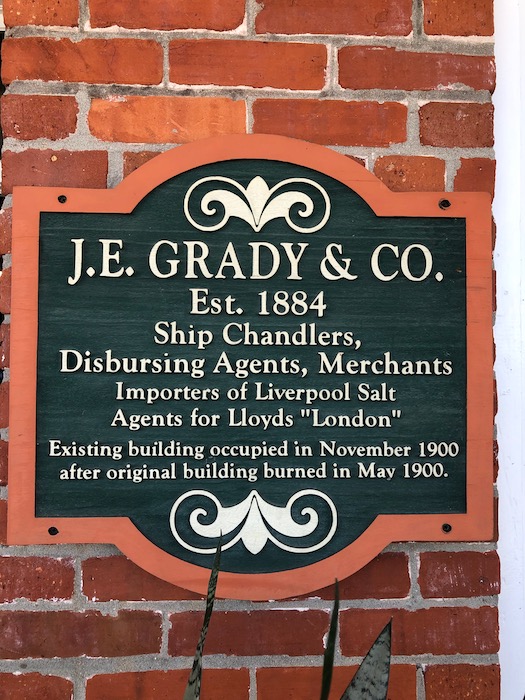 J.E. GRADY & CO.
Est. 1884
Ship Chandlers,
Disbursing Agents, Merchants
Importers of Liverpool Salt
Agents for Lloyds "London"
Existing building occupied in November 1900
after original building burned in May 1900.